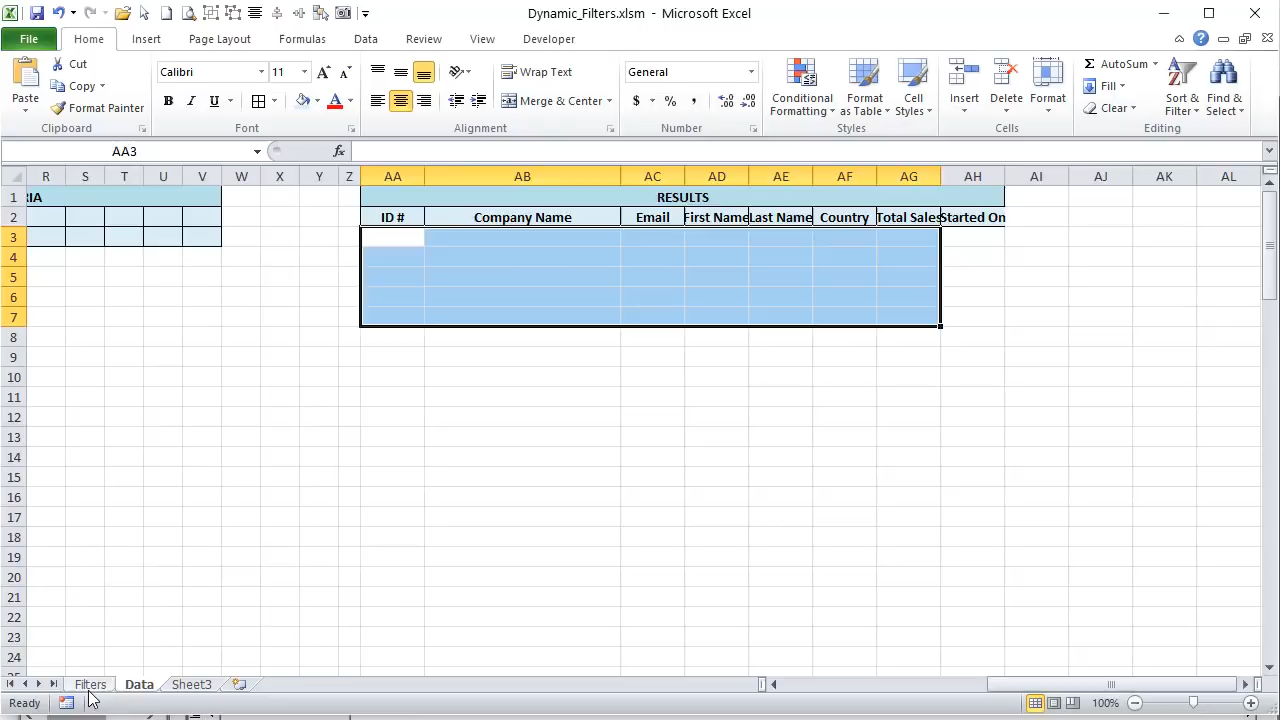 Dynamic_Filters.xlsm - Microsoft Excel
File Home Insert Page Layout Formulas Data Review View Developer
Paste Cut Copy Format Painter Clipboard
Calibri 11 B I U Font
Wrap Text Merge & Center Alignment
General $ % , Number
Conditional Formatting Format as Table Cell Styles Styles
Insert Delete Format Cells
Σ AutoSum Fill Clear Sort & Filter Find & Select Editing
AA3 fx
R S T U V W X Y Z AA AB AC AD AE AF AG AH AI AJ AK AL
1 RIA RESULTS
2 ID # Company Name Email First Name Last Name Country Total Sales Started On
3
4
5
6
7
8
9
10
11
12
13
14
15
16
17
18
19
20
21
22
23
24
Filters Data Sheet3
Ready 100%